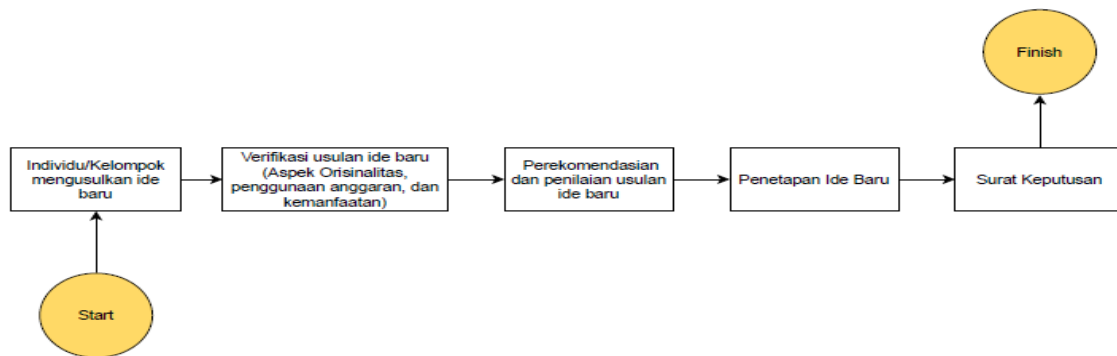 Start
Individu/Kelompok
mengusulkan ide
baru
Verifikasi usulan ide baru
(Aspek Orisinalitas,
penggunaan anggaran, dan
kemanfaatan)
Perekomendasian
dan penilaian usulan
ide baru
Penetapan Ide Baru
Surat Keputusan
Finish